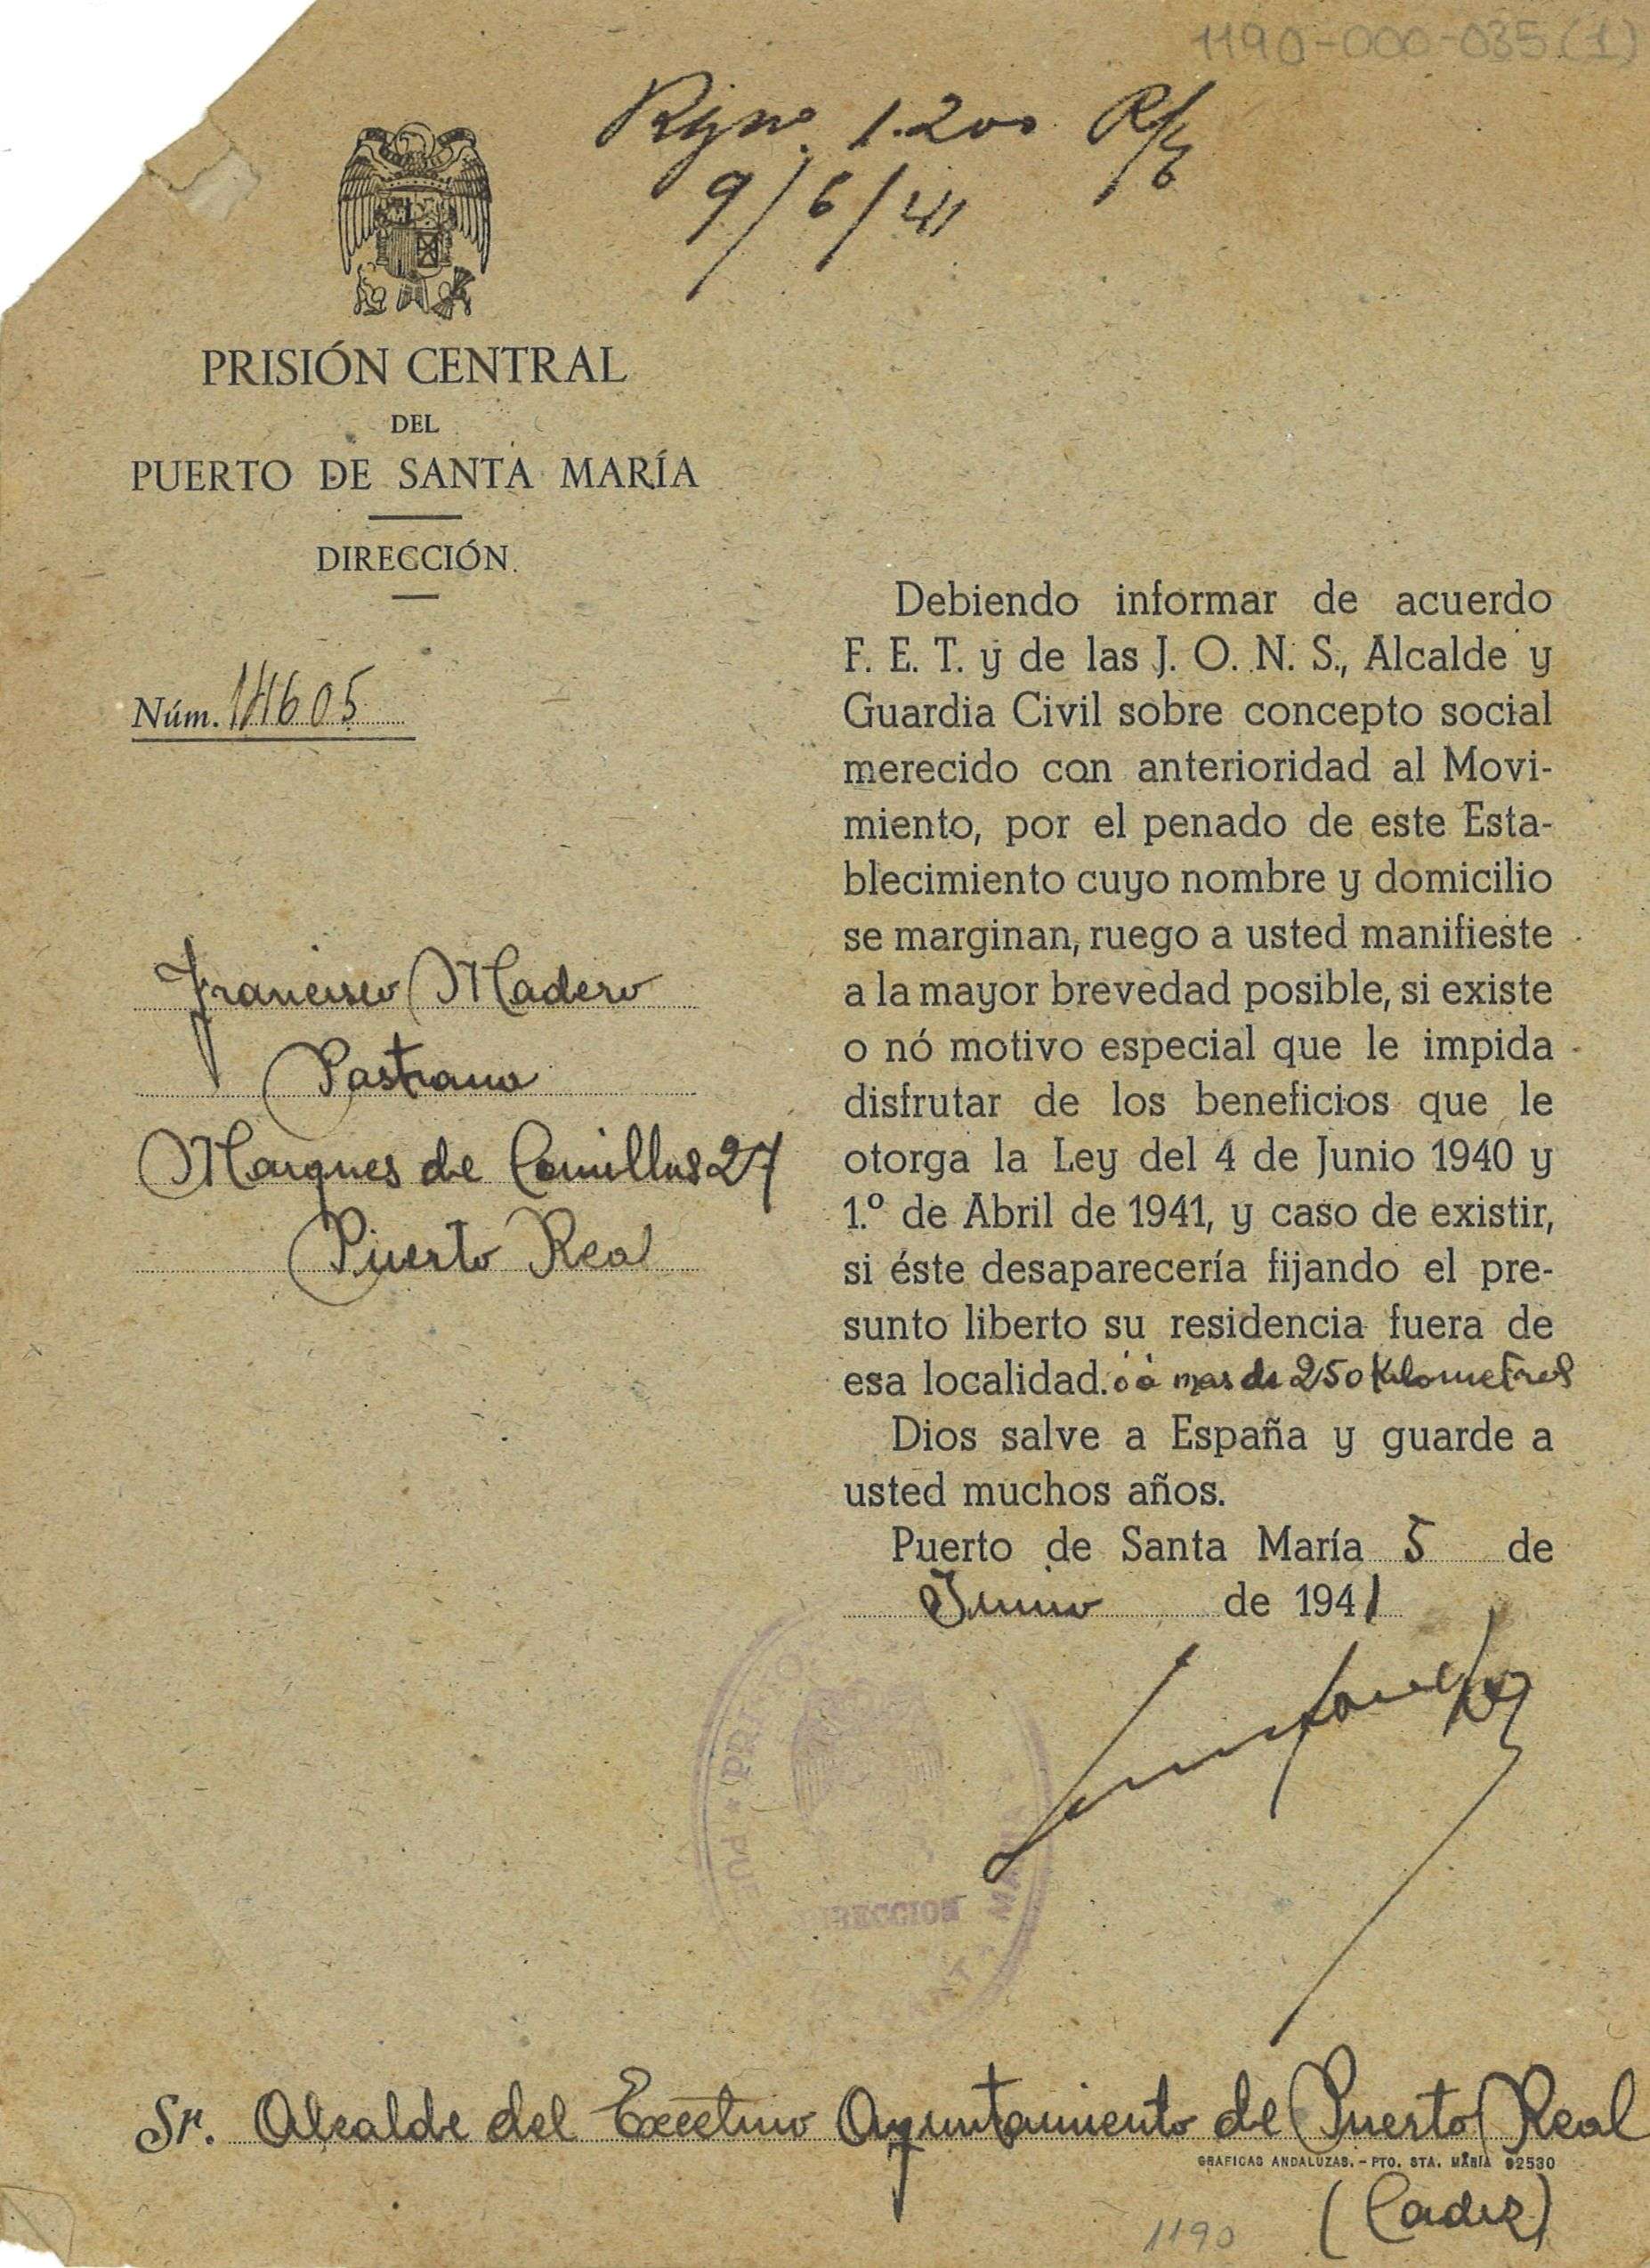 1190-000-035 (1)
1.200
9/6/41
PRISIÓN CENTRAL
DEL
PUERTO DE SANTA MARÍA
DIRECCIÓN.
Núm. 14605
Francisco Madero
Pastrana
Marques de Comillas 27
Puerto Real
Debiendo informar de acuerdo
F. E. T. y de las J. O. N. S., Alcalde y
Guardia Civil sobre concepto social
merecido con anterioridad al Movi-
miento, por el penado de este Esta-
blecimiento cuyo nombre y domicilio
se marginan, ruego a usted manifieste
a la mayor brevedad posible, si existe
o nó motivo especial que le impida
disfrutar de los beneficios que le
otorga la Ley del 4 de Junio 1940 y
1.º de Abril de 1941, y caso de existir,
si éste desaparecería fijando el pre-
sunto liberto su residencia fuera de
esa localidad. ó a mas de 250 Kilometros
Dios salve a España y guarde a
usted muchos años.
Puerto de Santa María 5 de
Junio de 1941
DIRECCION
Sr. Alcalde del Excetmo Ayuntamiento de Puerto Real
GRAFICAS ANDALUZAS. - PTO. STA. MARIA 92530
(Cadiz)
1190